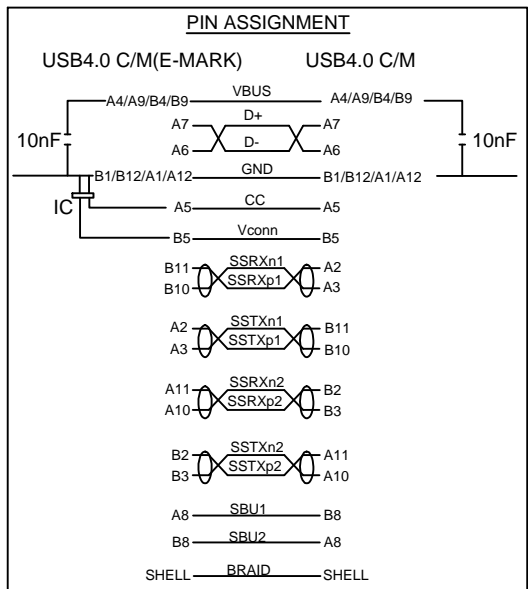 PIN ASSIGNMENT
USB4.0 C/M(E-MARK) USB4.0 C/M
A4/A9/B4/B9 VBUS A4/A9/B4/B9
A7 D+ A7
10nF 10nF
A6 D- A6
B1/B12/A1/A12 GND B1/B12/A1/A12
IC
A5 CC A5
B5 Vconn B5
B11 SSRXn1 A2
B10 SSRXp1 A3
A2 SSTXn1 B11
A3 SSTXp1 B10
A11 SSRXn2 B2
A10 SSRXp2 B3
B2 SSTXn2 A11
B3 SSTXp2 A10
A8 SBU1 B8
B8 SBU2 A8
SHELL BRAID SHELL